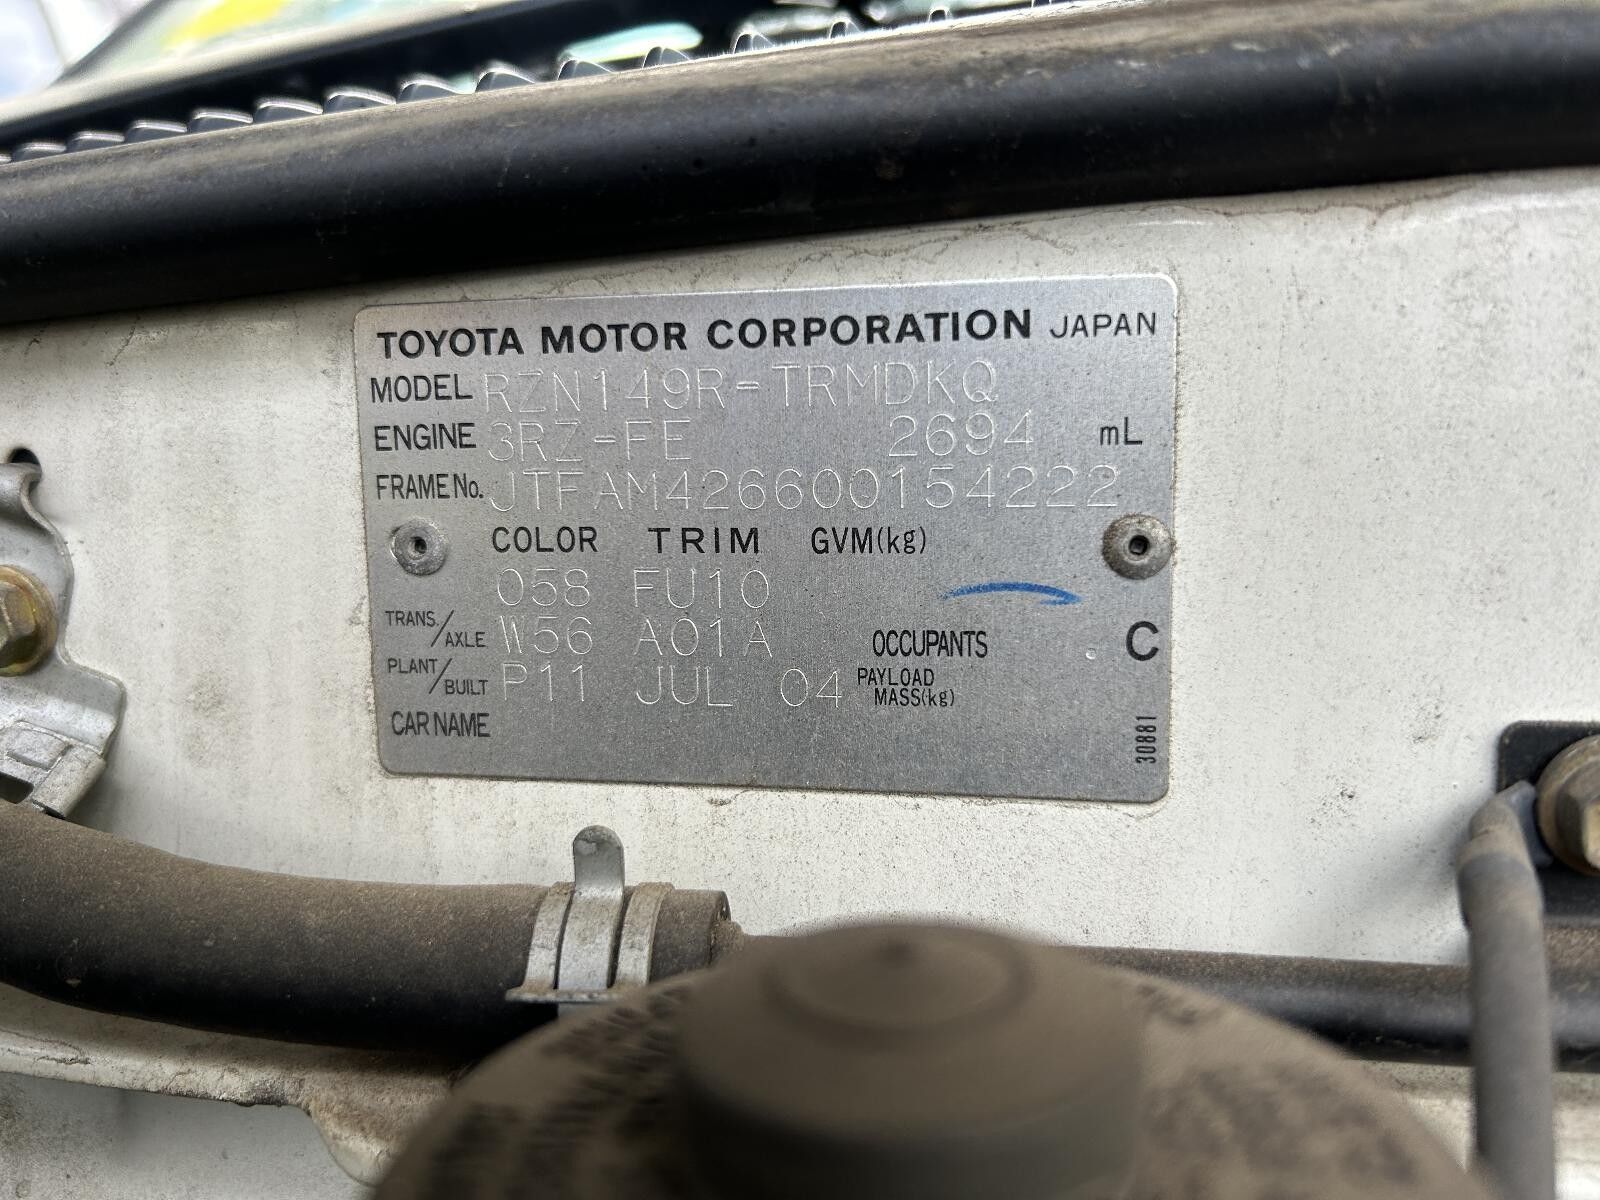 TOYOTA MOTOR CORPORATION JAPAN
MODEL RZN149R-TRMDKQ
ENGINE 3RZ-FE 2694 mL
FRAME No. JTFAM426600154222
COLOR TRIM GVM(kg)
058 FU10
TRANS./AXLE W56 A01A OCCUPANTS C
PLANT/BUILT P11 JUL 04 PAYLOAD MASS(kg)
CAR NAME
30881